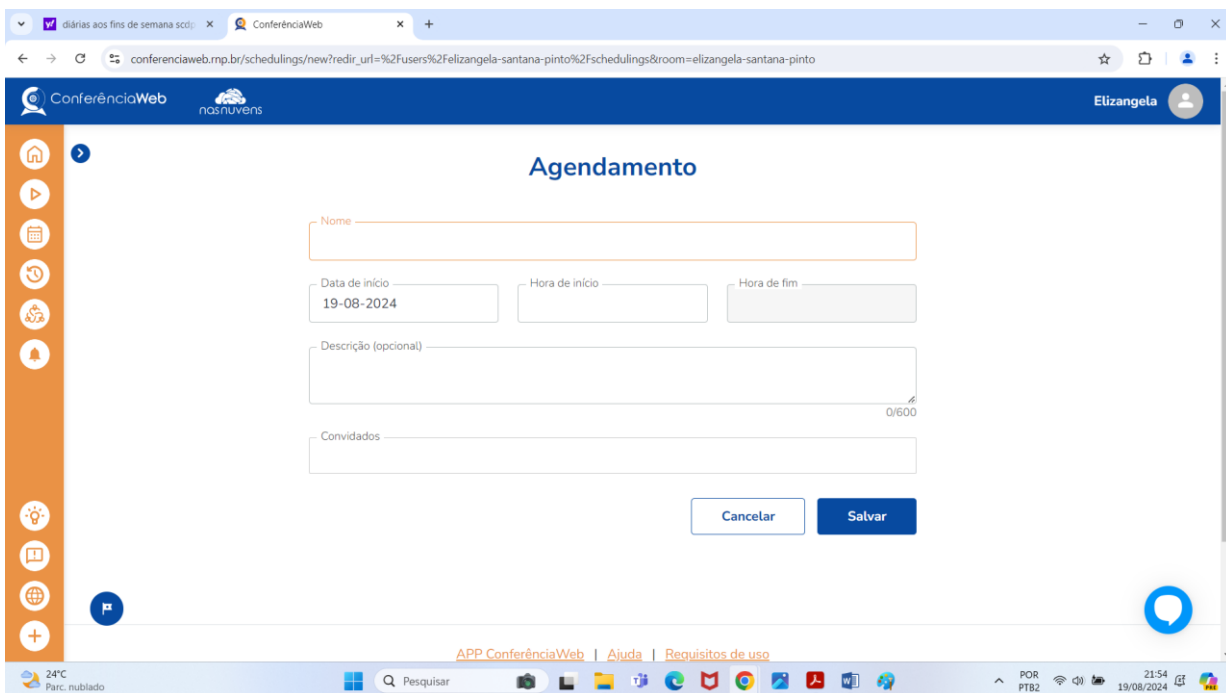 diárias aos fins de semana scdp
ConferênciaWeb
conferenciaweb.rnp.br/schedulings/new?redir_url=%2Fusers%2Felizangela-santana-pinto%2Fschedulings&room=elizangela-santana-pinto
ConferênciaWeb
nasnuvens
Elizangela
Agendamento
Nome
Data de início
Hora de início
Hora de fim
19-08-2024
Descrição (opcional)
0/600
Convidados
Cancelar
Salvar
APP ConferênciaWeb | Ajuda | Requisitos de uso
24°C
Parc. nublado
Pesquisar
POR
PTB2
21:54
19/08/2024